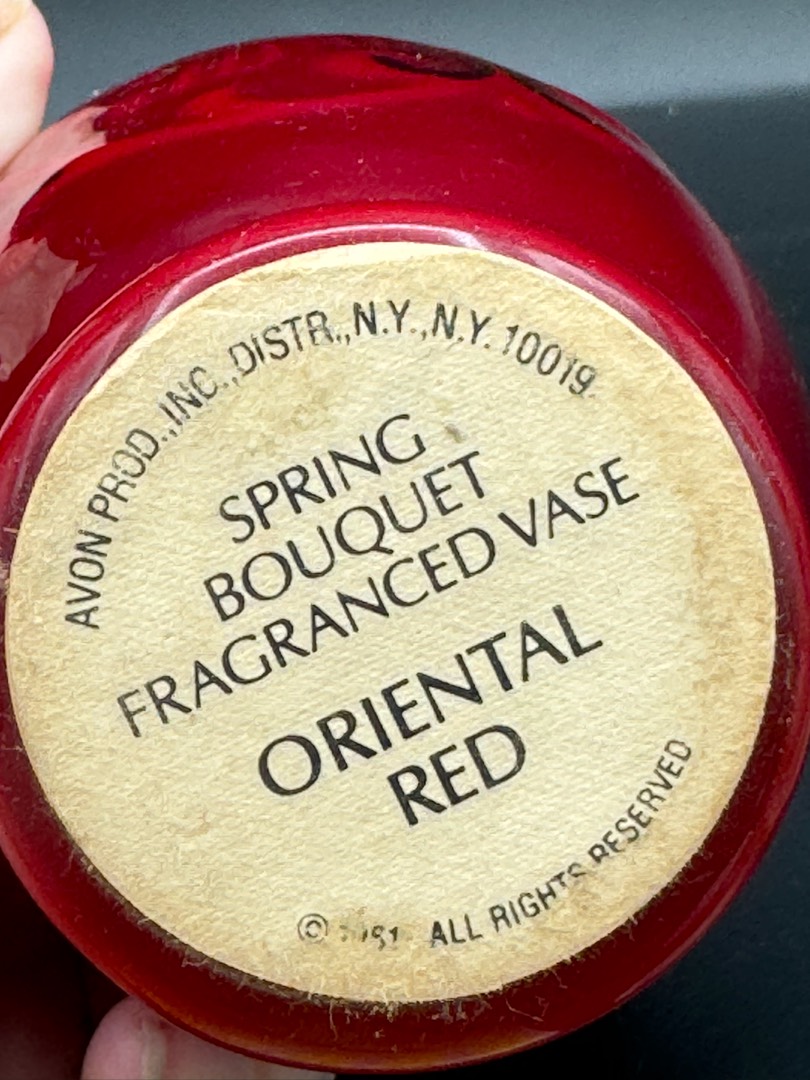 AVON PROD., INC., DISTR., N.Y., N.Y. 10019
SPRING
BOUQUET
FRAGRANCED VASE
ORIENTAL
RED
© ALL RIGHTS RESERVED